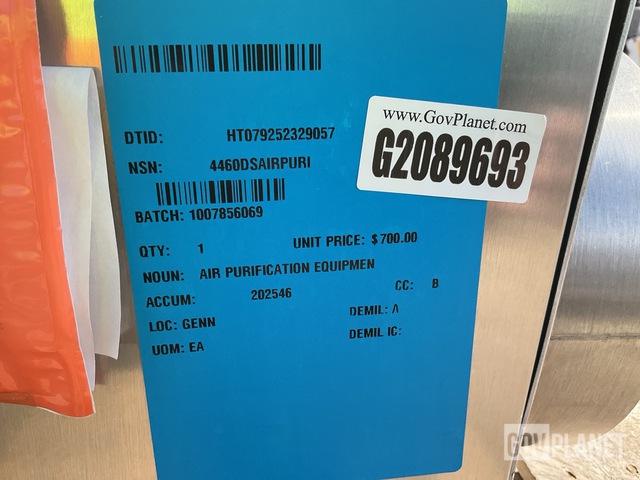 www.GovPlanet.com
G2089693
DTID: HT079252329057
NSN: 4460DSAIRPURI
BATCH: 1007856069
QTY: 1 UNIT PRICE: $700.00
NOUN: AIR PURIFICATION EQUIPMEN
ACCUM: 202546 CC: B
LOC: GENN DEMIL: A
UOM: EA DEMIL IC:
GOVPLANET